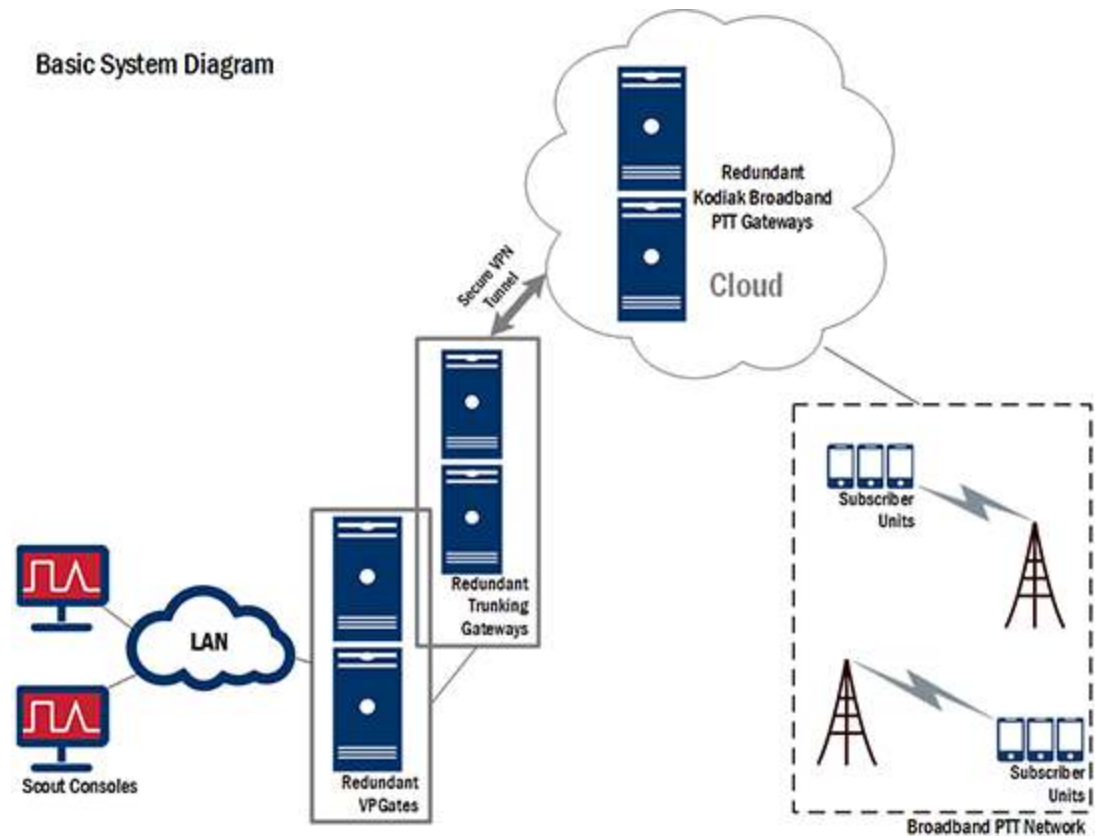 Basic System Diagram
Redundant
Kodiak Broadband
PTT Gateways
Cloud
Secure VPN
Tunnel
Redundant
Trunking
Gateways
LAN
Scout Consoles
Redundant
VPGates
Subscriber
Units
Subscriber
Units
Broadband PTT Network